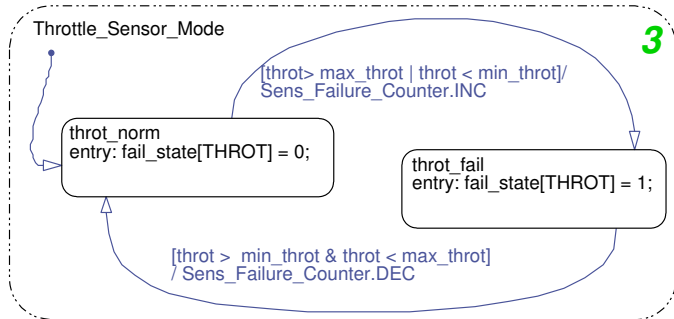 Throttle_Sensor_Mode
3
[throt> max_throt | throt < min_throt]/
Sens_Failure_Counter.INC
throt_norm
entry: fail_state[THROT] = 0;
throt_fail
entry: fail_state[THROT] = 1;
[throt >  min_throt & throt < max_throt]
/ Sens_Failure_Counter.DEC